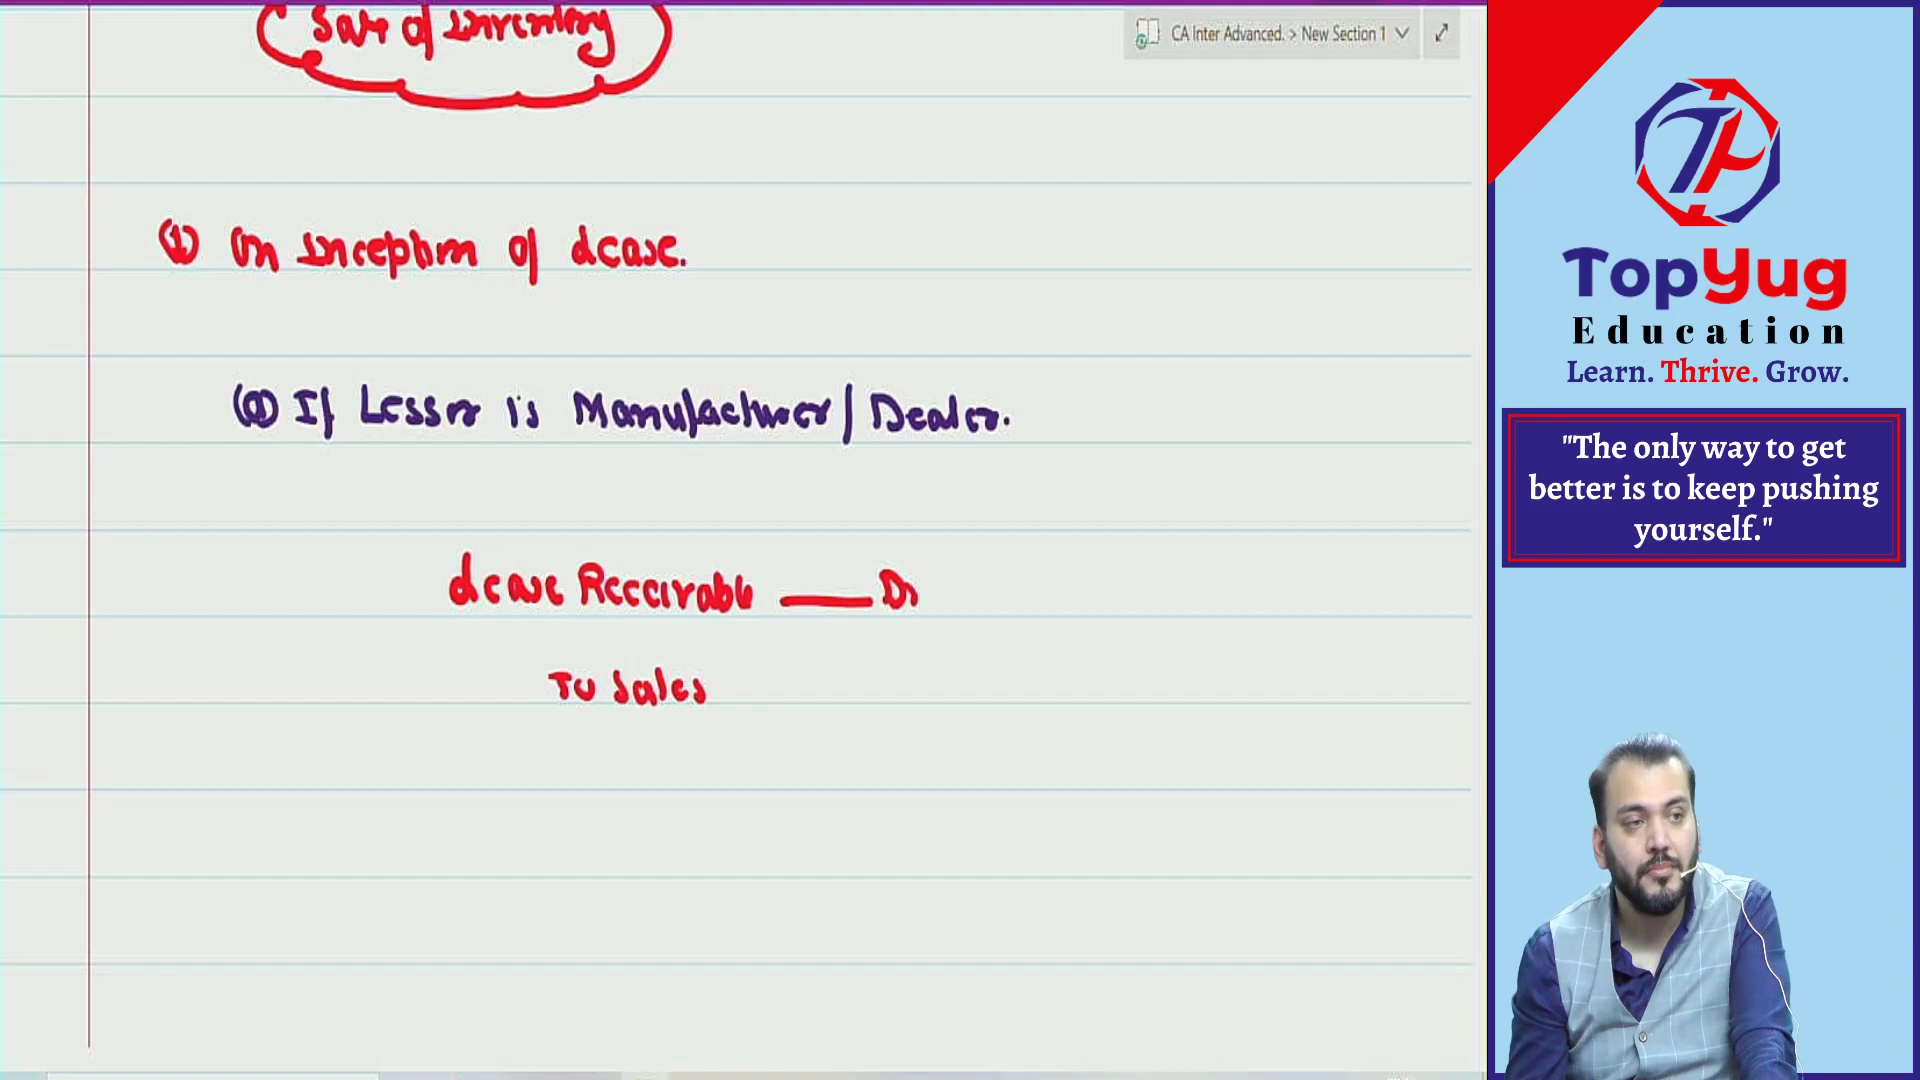 Sale of Inventory
CA Inter Advanced. > New Section 1
(1) On Inception of Lease.
(a) If Lessor is Manufacturer/Dealer.
Lease Receivable — Dr
To Sales
TopYug
Education
Learn. Thrive. Grow.
"The only way to get
better is to keep pushing
yourself."